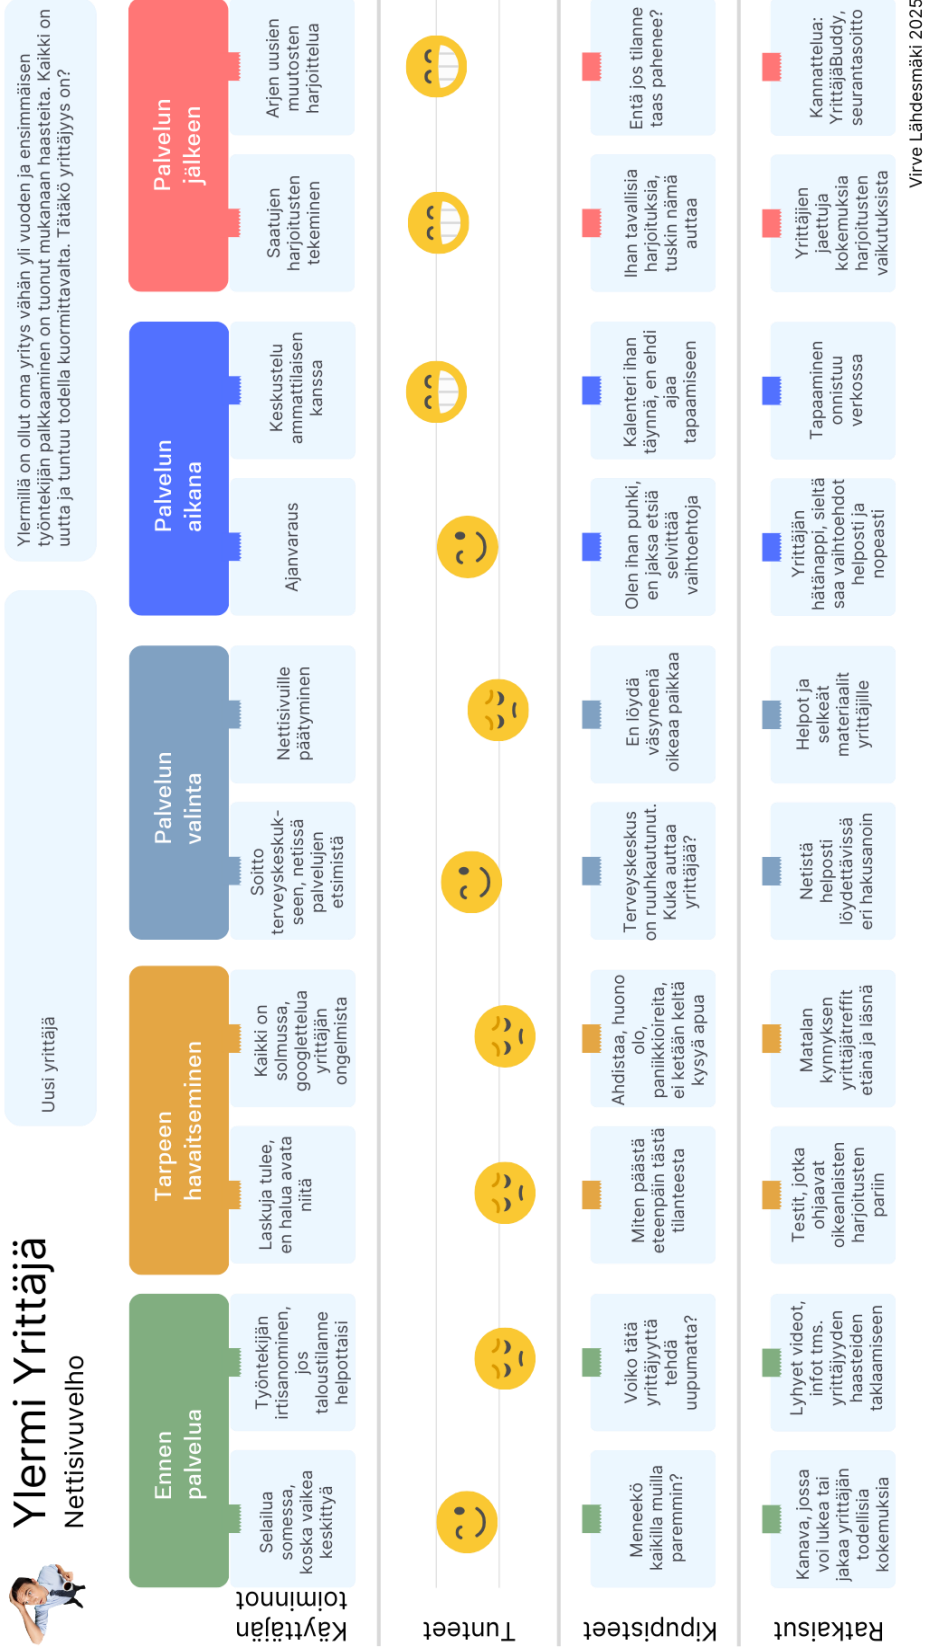 Ylermi Yrittäjä
Nettisivuvelho
Uusi yrittäjä
Ylermillä on ollut oma yritys vähän yli vuoden ja ensimmäisen
työntekijän palkkaaminen on tuonut mukanaan haasteita. Kaikki on
uutta ja tuntuu todella kuormittavalta. Tätäkö yrittäjyys on?
Ennen
palvelua
Tarpeen
havaitseminen
Palvelun
valinta
Palvelun
aikana
Palvelun
jälkeen
Käyttäjän
toiminnot
Selailua
somessa,
koska vaikea
keskittyä
Työntekijän
irtisanominen,
jos
taloustilanne
helpottaisi
Laskuja tulee,
en halua avata
niitä
Kaikki on
solmussa,
googlettelua
yrittäjän
ongelmista
Soitto
terveyskeskuk-
seen, netissä
palvelujen
etsimistä
Nettisivuille
päätyminen
Ajanvaraus
Keskustelu
ammattilaisen
kanssa
Saatujen
harjoitusten
tekeminen
Arjen uusien
muutosten
harjoittelua
Tunteet
Kipupisteet
Meneekö
kaikilla muilla
paremmin?
Voiko tätä
yrittäjyyttä
tehdä
uupumatta?
Miten päästä
eteenpäin tästä
tilanteesta
Ahdistaa, huono
olo,
paniikkioireita,
ei ketään keltä
kysyä apua
Terveyskeskus
on ruuhkautunut.
Kuka auttaa
yrittäjää?
En löydä
väsyneenä
oikeaa paikkaa
Olen ihan puhki,
en jaksa etsiä
selvittää
vaihtoehtoja
Kalenteri ihan
täynnä, en ehdi
ajaa
tapaamiseen
Ihan tavallisia
harjoituksia,
tuskin nämä
auttaa
Entä jos tilanne
taas pahenee?
Ratkaisut
Kanava, jossa
voi lukea tai
jakaa yrittäjän
todellisia
kokemuksia
Lyhyet videot,
infot tms.
yrittäjyyden
haasteiden
taklaamiseen
Testit, jotka
ohjaavat
oikeanlaisten
harjoitusten
pariin
Matalan
kynnyksen
yrittäjätreffit
etänä ja läsnä
Netistä
helposti
löydettävissä
eri hakusanoin
Helpot ja
selkeät
materiaalit
yrittäjille
Yrittäjän
hätänappi, sieltä
saa vaihtoehdot
helposti ja
nopeasti
Tapaaminen
onnistuu
verkossa
Yrittäjien
jaettuja
kokemuksia
harjoitusten
vaikutuksista
Kannattelua:
YrittäjäBuddy,
seurantasoitto
Virve Lähdesmäki 2025